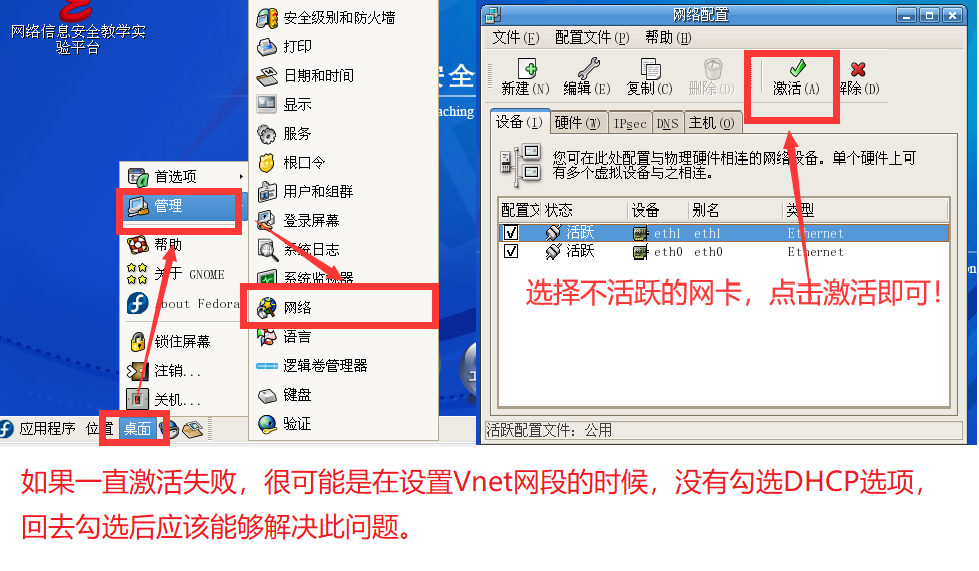 网络信息安全教学实
验平台
安全
aching
首选项
管理
帮助
关于 GNOME
About Fedora
锁住屏幕
注销...
关机...
应用程序 位置 桌面
安全级别和防火墙
打印
日期和时间
显示
服务
根口令
用户和组群
登录屏幕
系统日志
系统监视器
网络
语言
逻辑卷管理器
键盘
验证
网络配置
文件(F) 配置文件(P) 帮助(H)
新建(N) 编辑(E) 复制(C) 删除(D) 激活(A) 解除(D)
设备(I) 硬件(W) IPsec DNS 主机(O)
您可在此处配置与物理硬件相连的网络设备。单个硬件上可
有多个虚拟设备与之相连。
配置文 状态 设备 别名 类型
活跃 eth1 eth1 Ethernet
活跃 eth0 eth0 Ethernet
选择不活跃的网卡，点击激活即可！
活跃配置文件：公用
如果一直激活失败，很可能是在设置Vnet网段的时候，没有勾选DHCP选项，
回去勾选后应该能够解决此问题。